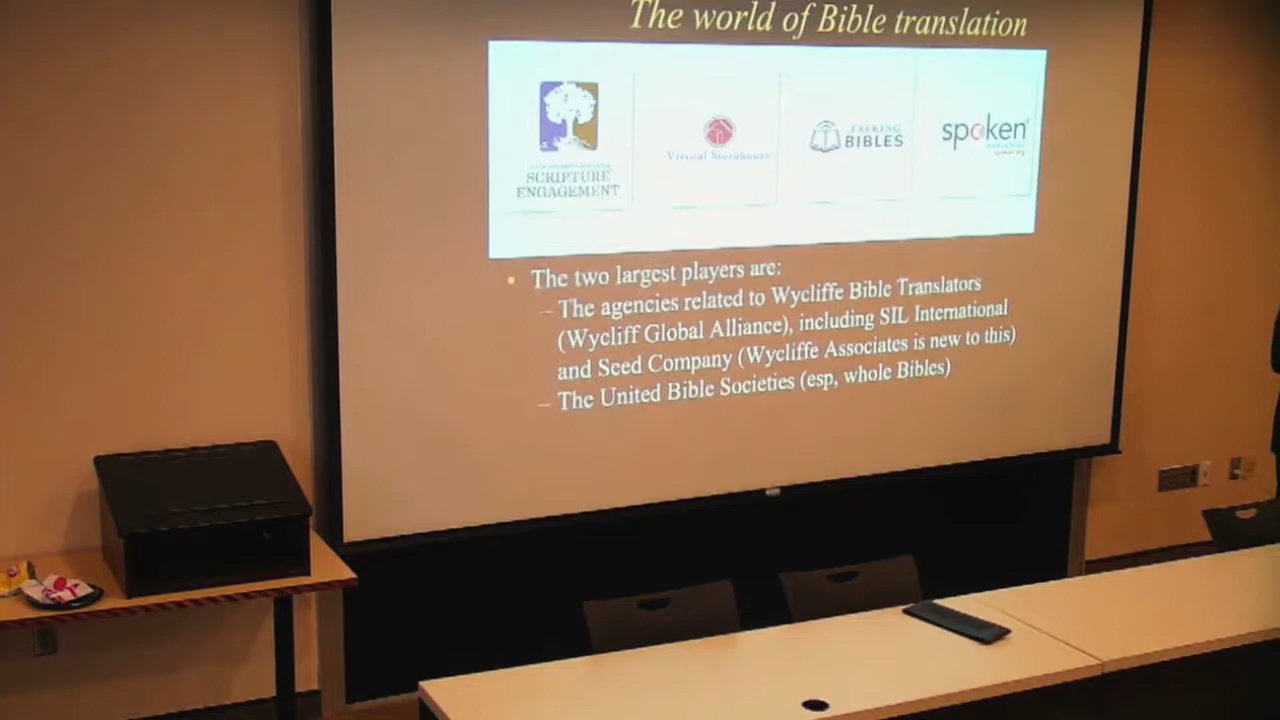 The world of Bible translation
SCRIPTURE
ENGAGEMENT
Virtual Storehouse
TALKING
BIBLES
spoken
• The two largest players are:
– The agencies related to Wycliffe Bible Translators
(Wycliff Global Alliance), including SIL International
and Seed Company (Wycliffe Associates is new to this)
– The United Bible Societies (esp, whole Bibles)